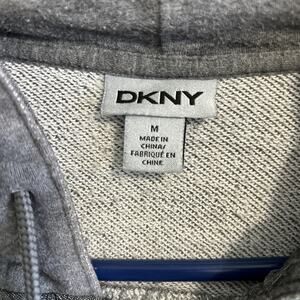 DKNY
M
MADE IN
CHINA/
FABRIQUÉ EN
CHINE